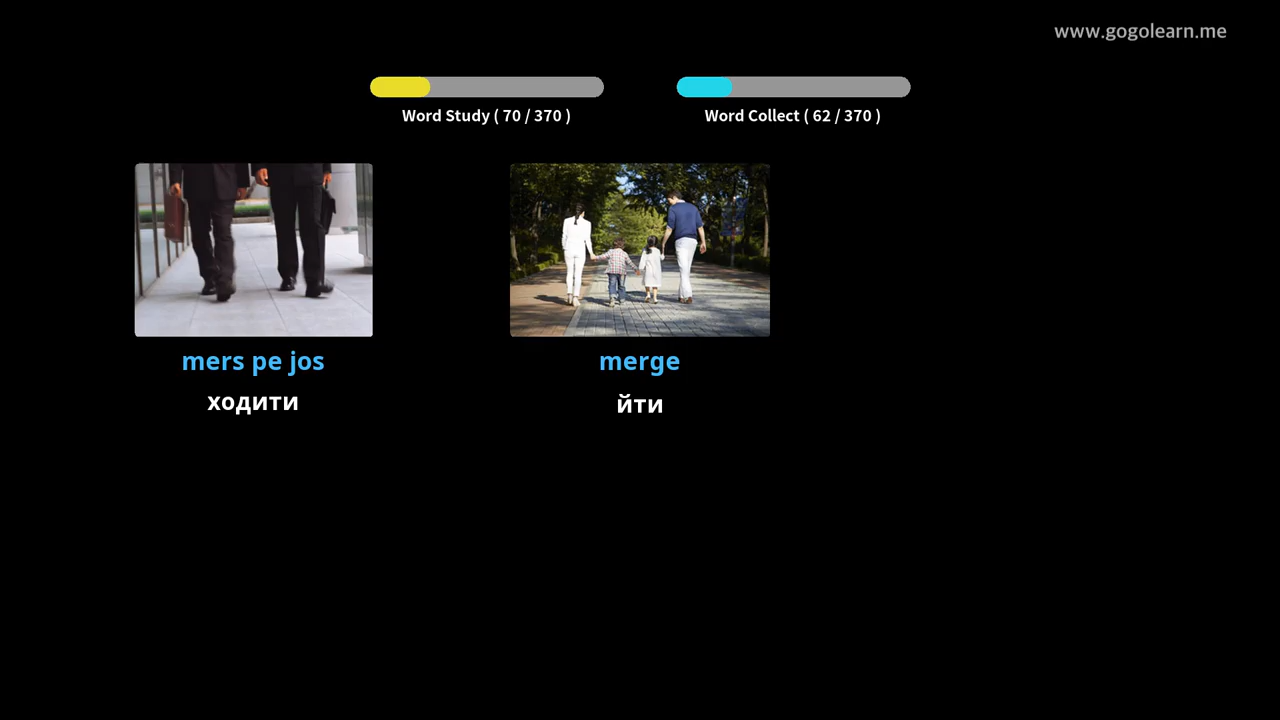 www.gogolearn.me
Word Study ( 70 / 370 )
Word Collect ( 62 / 370 )
mers pe jos
merge
ходити
йти